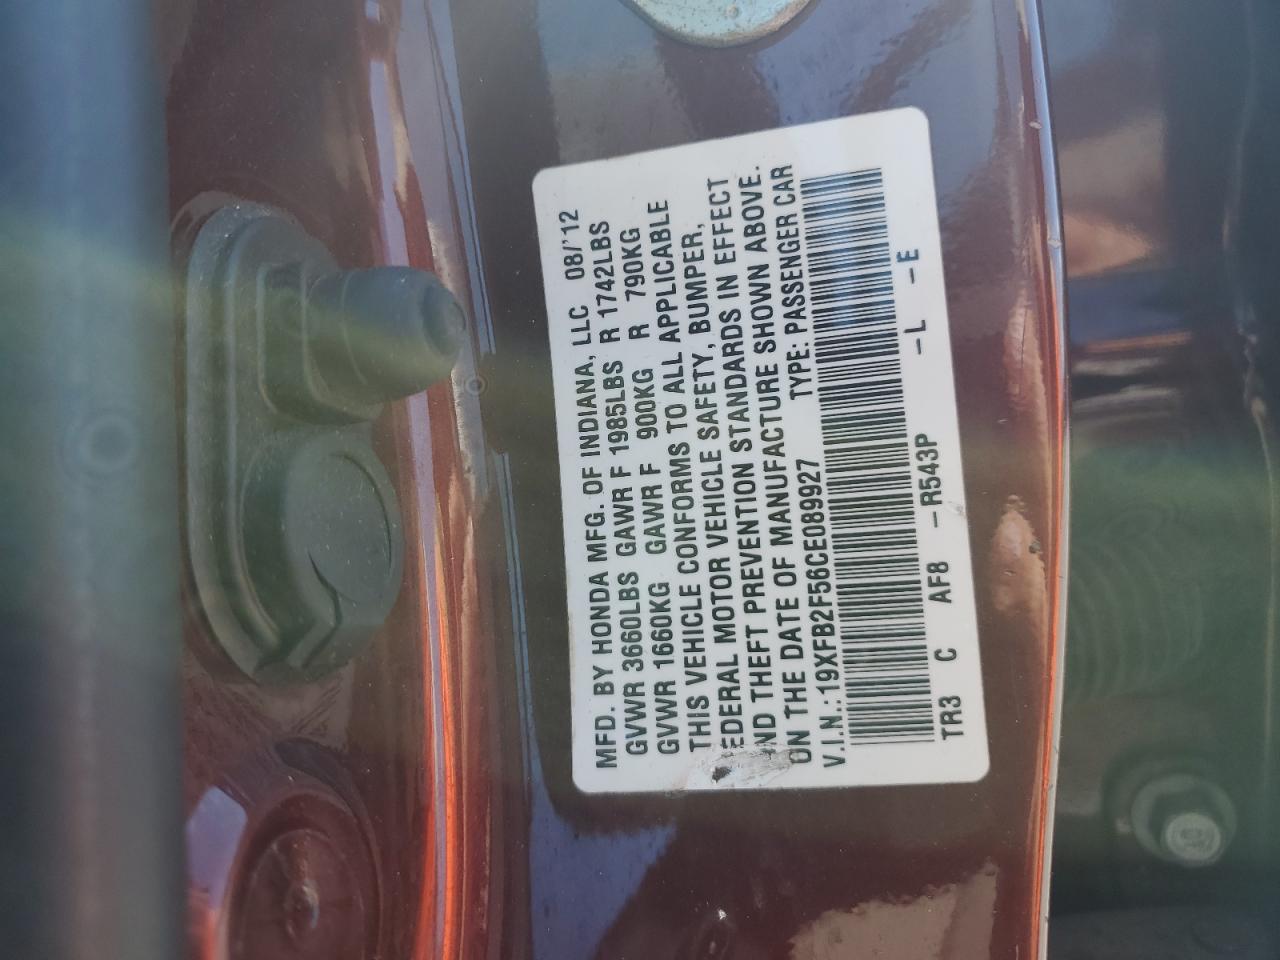 MFD. BY HONDA MFG. OF INDIANA, LLC 08/'12
GVWR 3660LBS GAWR F 1985LBS R 1742LBS
GVWR 1660KG GAWR F 900KG R 790KG
THIS VEHICLE CONFORMS TO ALL APPLICABLE
EDERAL MOTOR VEHICLE SAFETY, BUMPER,
ND THEFT PREVENTION STANDARDS IN EFFECT
ON THE DATE OF MANUFACTURE SHOWN ABOVE.
V.I.N.: 19XFB2F56CE089927 TYPE: PASSENGER CAR
TR3 C AF8 -R543P -L -E